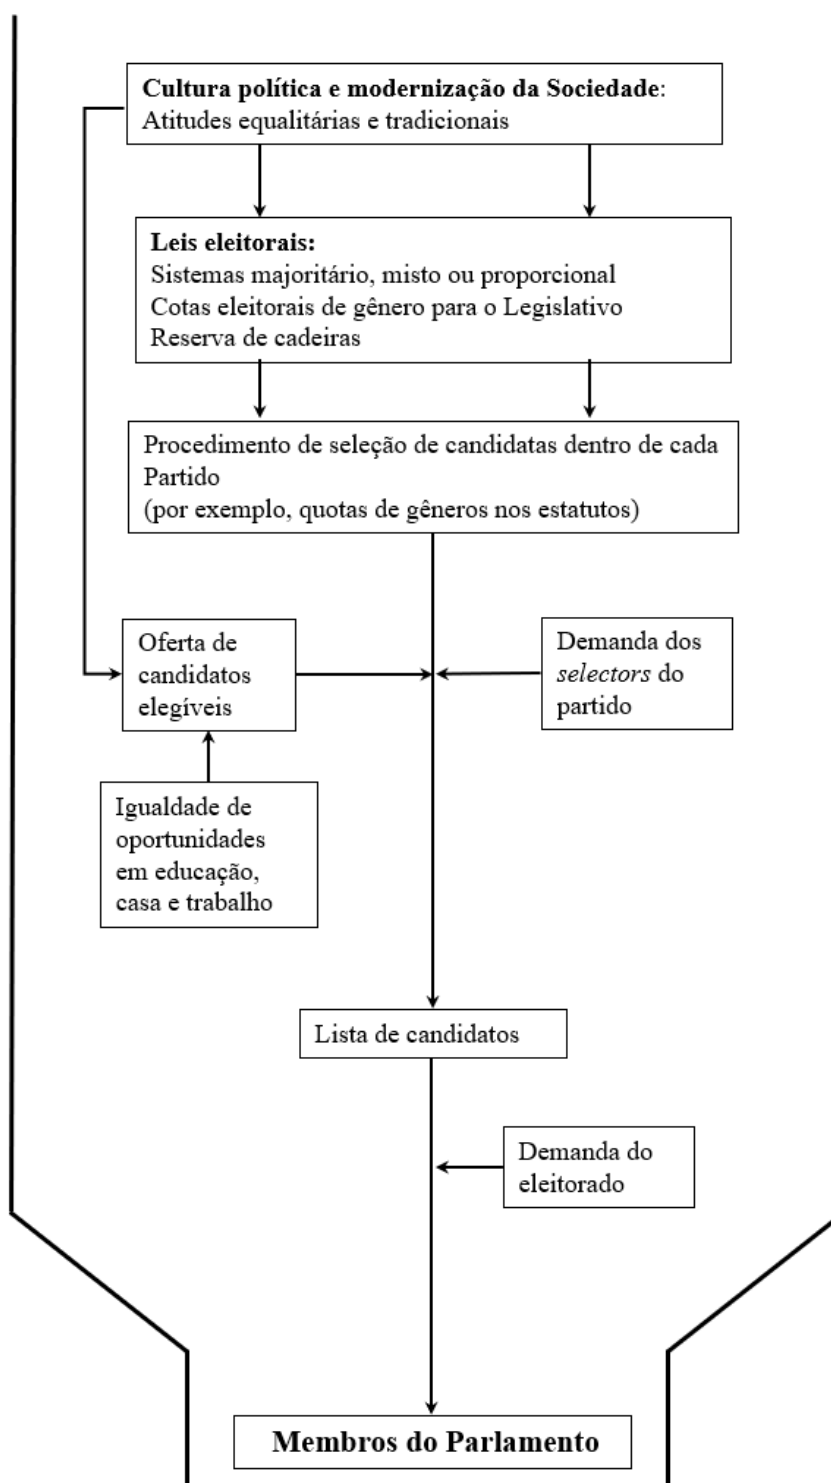 Cultura política e modernização da Sociedade:
Atitudes equalitárias e tradicionais
Leis eleitorais:
Sistemas majoritário, misto ou proporcional
Cotas eleitorais de gênero para o Legislativo
Reserva de cadeiras
Procedimento de seleção de candidatas dentro de cada
Partido
(por exemplo, quotas de gêneros nos estatutos)
Oferta de
candidatos
elegíveis
Demanda dos
selectors do
partido
Igualdade de
oportunidades
em educação,
casa e trabalho
Lista de candidatos
Demanda do
eleitorado
Membros do Parlamento